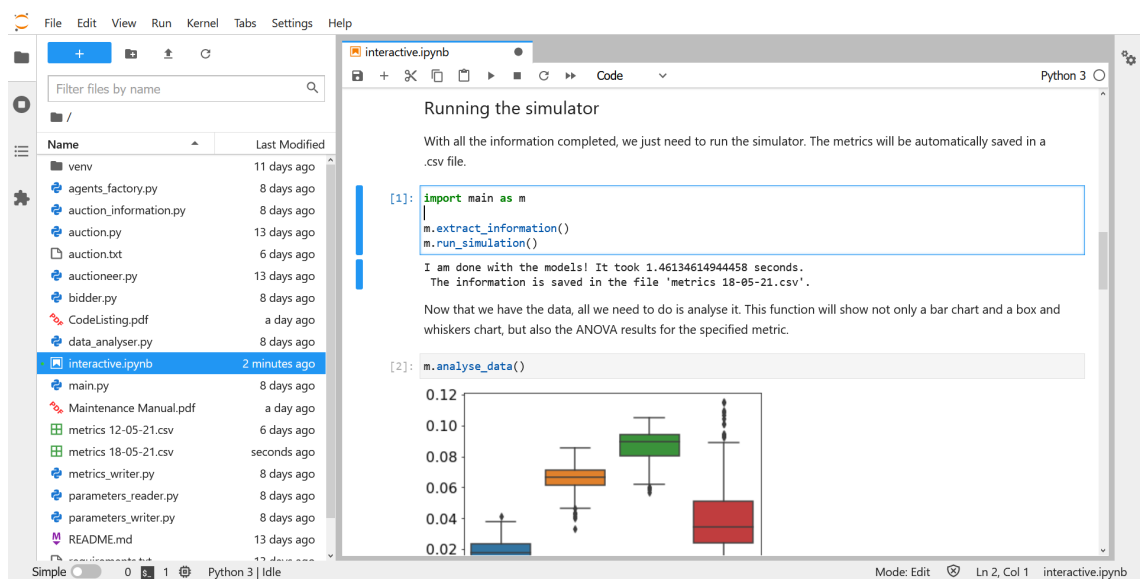 File Edit View Run Kernel Tabs Settings Help
Filter files by name
/
Name Last Modified
venv 11 days ago
agents_factory.py 8 days ago
auction_information.py 8 days ago
auction.py 13 days ago
auction.txt 6 days ago
auctioneer.py 13 days ago
bidder.py 8 days ago
CodeListing.pdf a day ago
data_analyser.py 8 days ago
interactive.ipynb 2 minutes ago
main.py 8 days ago
Maintenance Manual.pdf a day ago
metrics 12-05-21.csv 6 days ago
metrics 18-05-21.csv seconds ago
metrics_writer.py 8 days ago
parameters_reader.py 8 days ago
parameters_writer.py 8 days ago
README.md 13 days ago
interactive.ipynb
Code Python 3
Running the simulator
With all the information completed, we just need to run the simulator. The metrics will be automatically saved in a
.csv file.
[1]: import main as m
m.extract_information()
m.run_simulation()
I am done with the models! It took 1.46134614944458 seconds.
The information is saved in the file 'metrics 18-05-21.csv'.
Now that we have the data, all we need to do is analyse it. This function will show not only a bar chart and a box and
whiskers chart, but also the ANOVA results for the specified metric.
[2]: m.analyse_data()
0.12
0.10
0.08
0.06
0.04
0.02
Simple 0 $_ 1 Python 3 | Idle Mode: Edit Ln 2, Col 1 interactive.ipynb